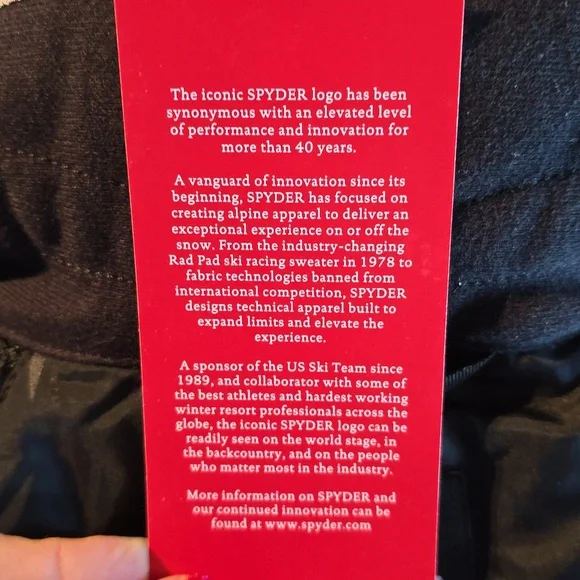 The iconic SPYDER logo has been
synonymous with an elevated level
of performance and innovation for
more than 40 years.
A vanguard of innovation since its
beginning, SPYDER has focused on
creating alpine apparel to deliver an
exceptional experience on or off the
snow. From the industry-changing
Rad Pad ski racing sweater in 1978 to
fabric technologies banned from
international competition, SPYDER
designs technical apparel built to
expand limits and elevate the
experience.
A sponsor of the US Ski Team since
1989, and collaborator with some of
the best athletes and hardest working
winter resort professionals across the
globe, the iconic SPYDER logo can be
readily seen on the world stage, in
the backcountry, and on the people
who matter most in the industry.
More information on SPYDER and
our continued innovation can be
found at www.spyder.com